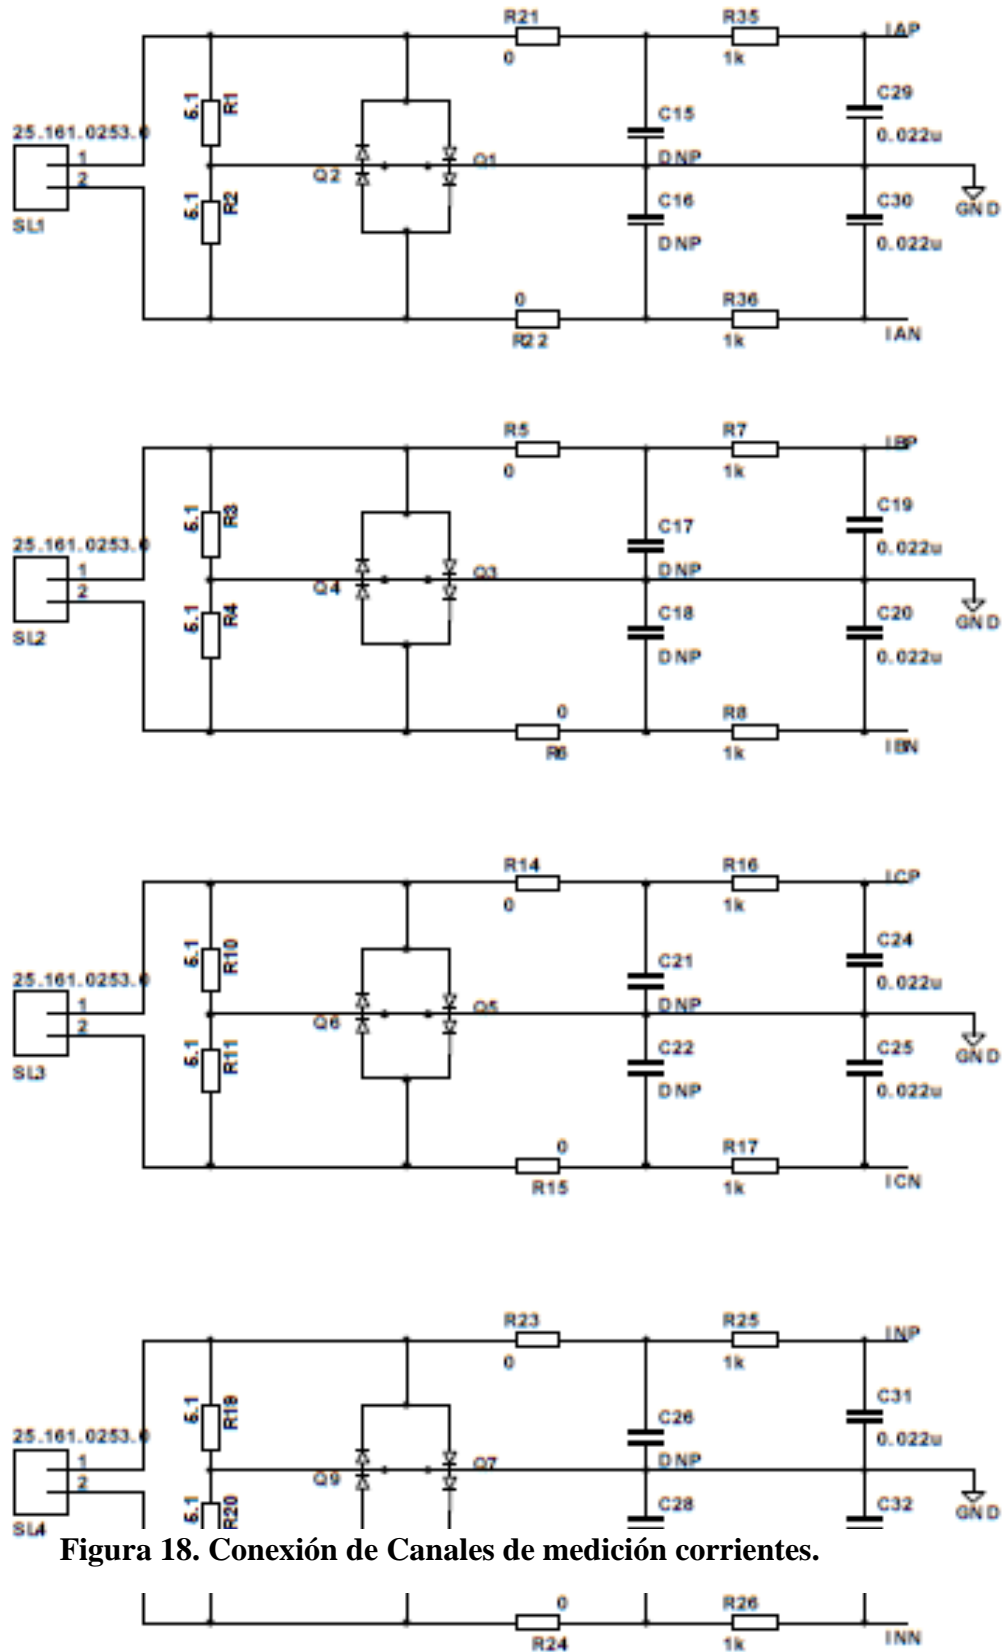 R21 R35 IAP
0 1k
5.1 R1 C29
25.161.0253.0 C15 0.022u
1 DNP
2 Q2 Q1
SL1 5.1 R2 C16 C30 GND
DNP 0.022u
0 R36
R22 1k IAN
R5 R7 IBP
0 1k
5.1 R3 C19
25.161.0253.0 C17 0.022u
1 DNP
2 Q4 Q3
SL2 5.1 R4 C18 C20 GND
DNP 0.022u
0 R8
R6 1k IBN
R14 R16 ICP
0 1k
5.1 R10 C24
25.161.0253.0 C21 0.022u
1 DNP
2 Q6 Q5
SL3 5.1 R11 C22 C25 GND
DNP 0.022u
0 R17
R15 1k ICN
R23 R25 INP
0 1k
5.1 R19 C31
25.161.0253.0 C26 0.022u
1 DNP
2 Q9 Q7
SL4 5.1 R20 C28 C32 GND
Figura 18. Conexión de Canales de medición corrientes.
0 R26
R24 1k INN